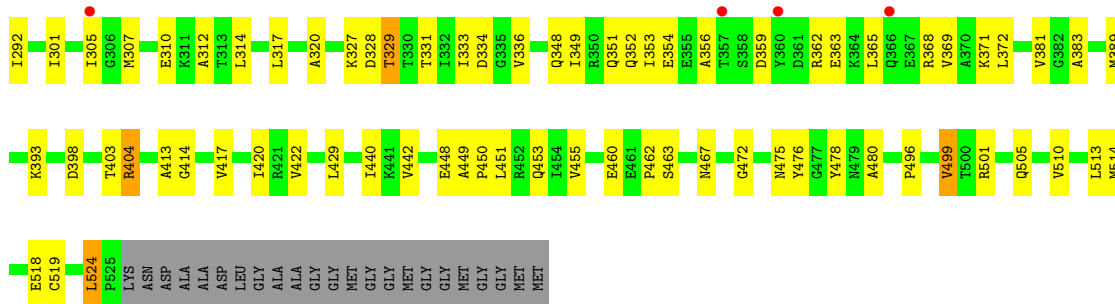 I292 I301 I305 G306 M307 E310 K311 A312 T313 L314 L317 A320 K327 D328 T329 T330 T331 I332 I333 D334 G335 V336 Q348 I349 R350 Q351 Q352 I353 E354 E355 A356 T357 S358 D359 Y360 D361 R362 E363 K364 L365 Q366 E367 R368 V369 A370 K371 L372 V381 G382 A383 M389
K393 D398 T403 R404 A413 G414 V417 I420 R421 V422 L429 I440 K441 V442 E448 A449 P450 L451 R452 Q453 I454 V455 E460 E461 P462 S463 N467 G472 N475 Y476 G477 Y478 N479 A480 P496 V499 T500 R501 Q505 V510 L513 M514
E518 C519 L524 P525 LYS ASN ASP ALA ALA ASP LEU GLY ALA ALA GLY GLY MET GLY GLY MET GLY GLY MET GLY GLY MET MET